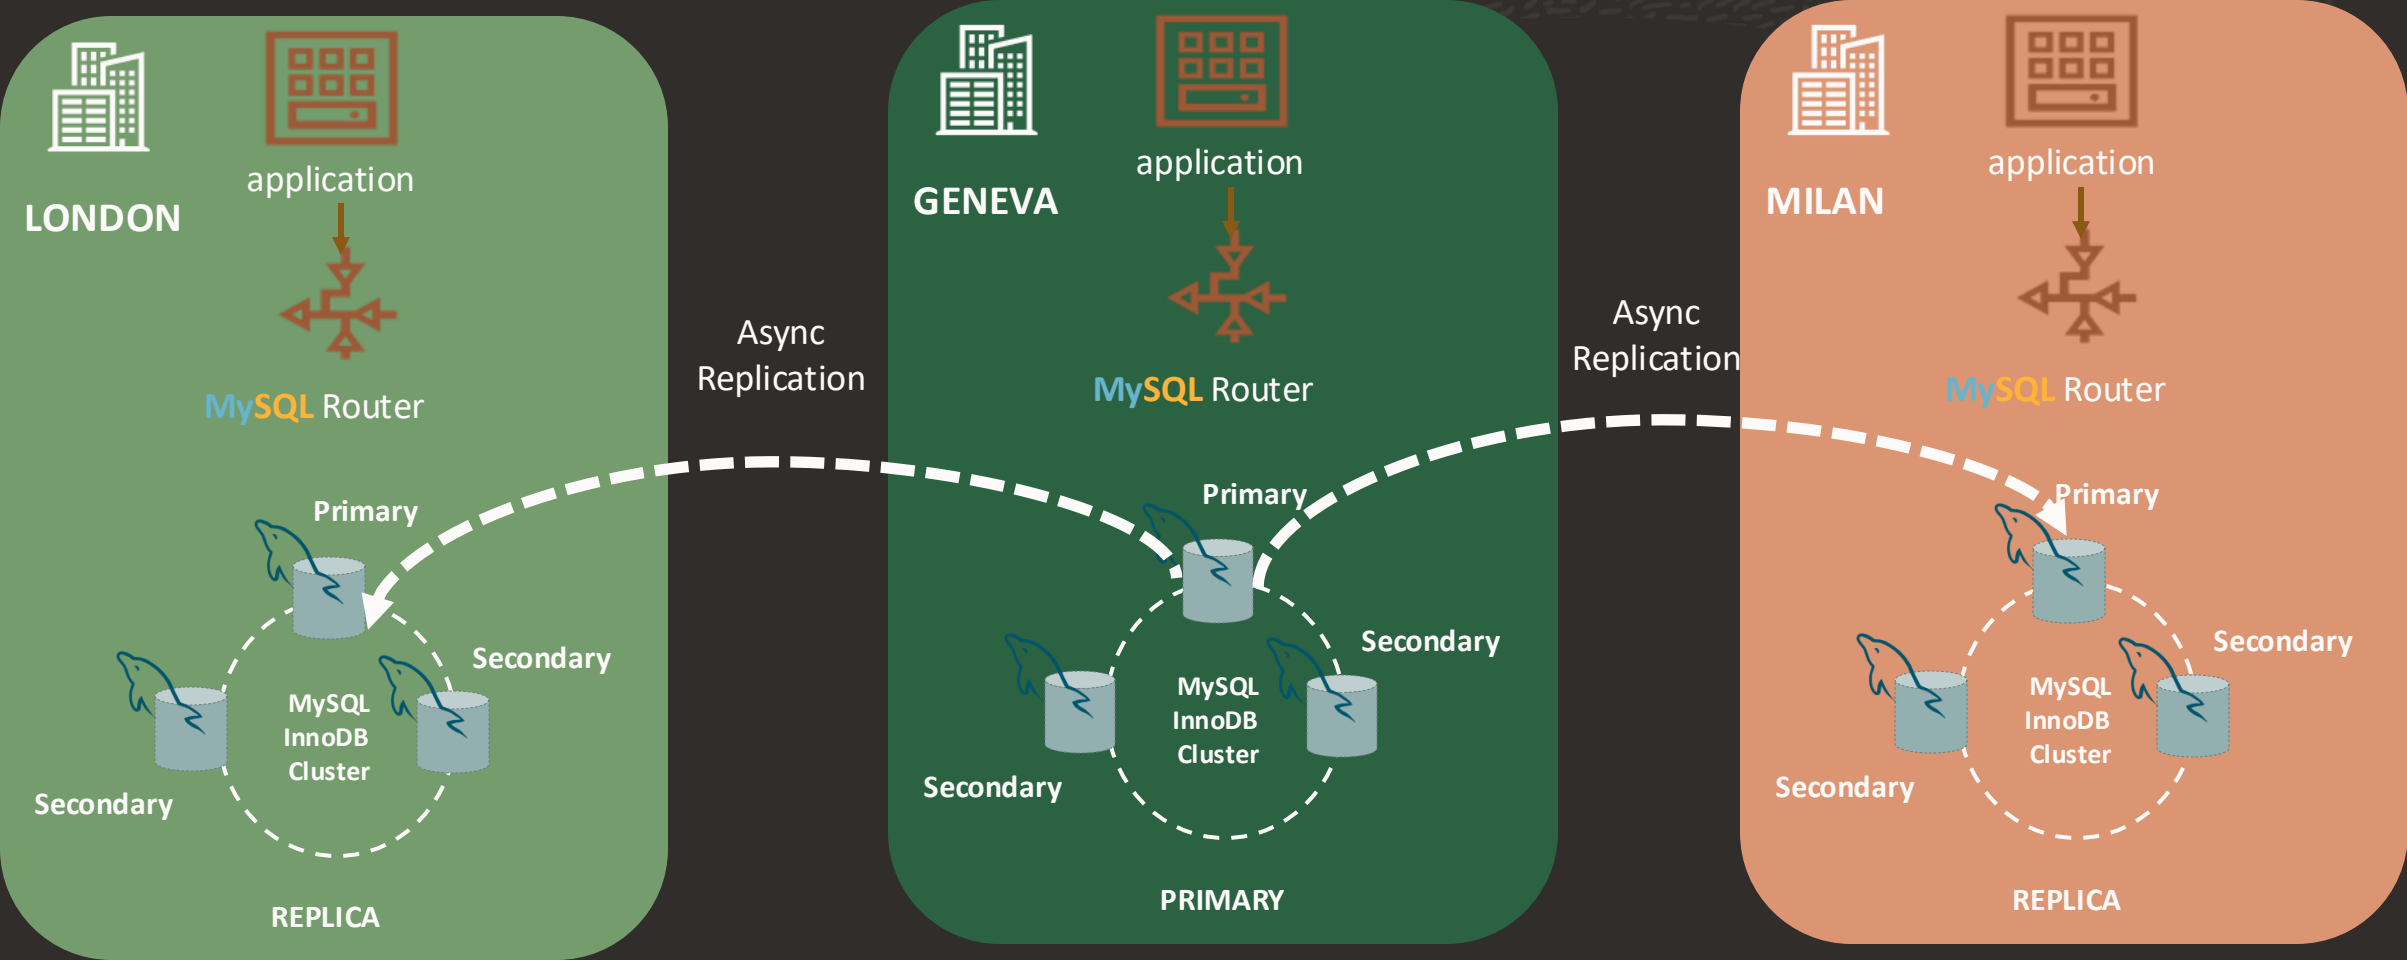 LONDON
application
MySQL Router
Primary
Secondary
MySQL
InnoDB
Cluster
Secondary
REPLICA
Async
Replication
GENEVA
application
MySQL Router
Primary
Secondary
MySQL
InnoDB
Cluster
Secondary
PRIMARY
Async
Replication
MILAN
application
MySQL Router
Primary
Secondary
MySQL
InnoDB
Cluster
Secondary
REPLICA